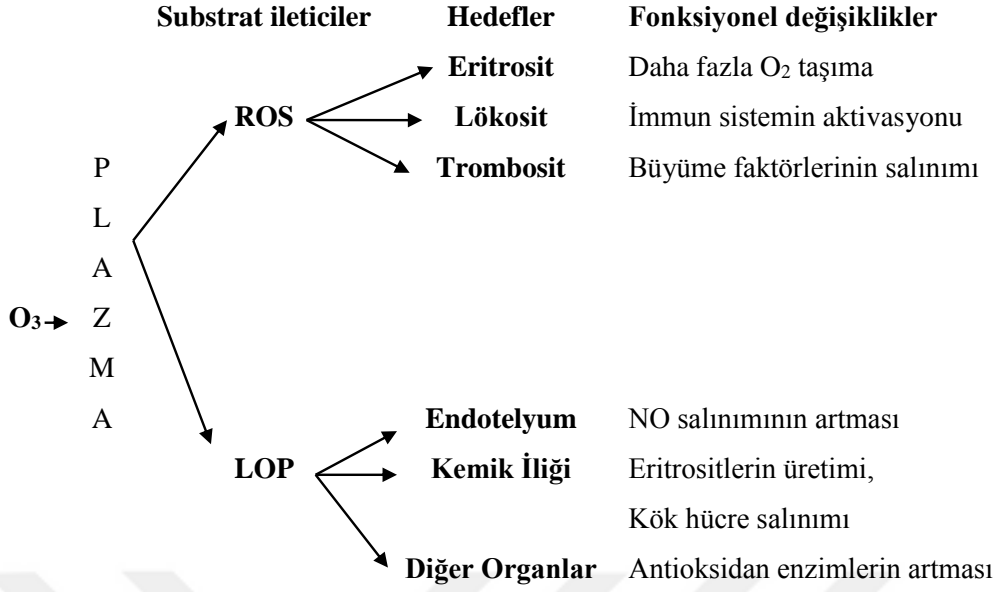 Substrat ileticiler Hedefler Fonksiyonel değişiklikler
Eritrosit Daha fazla O₂ taşıma
ROS Lökosit İmmun sistemin aktivasyonu
P Trombosit Büyüme faktörlerinin salınımı
L
A
O₃ Z
M
A Endotelyum NO salınımının artması
LOP Kemik İliği Eritrositlerin üretimi,
Kök hücre salınımı
Diğer Organlar Antioksidan enzimlerin artması